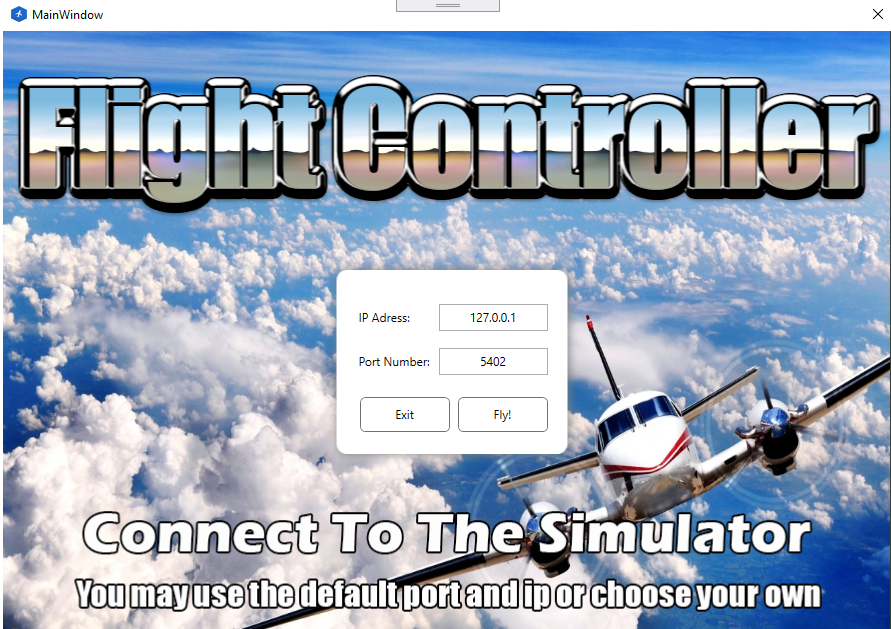 MainWindow
Flight Controller
IP Adress: 127.0.0.1
Port Number: 5402
Exit Fly!
Connect To The Simulator
You may use the default port and ip or choose your own